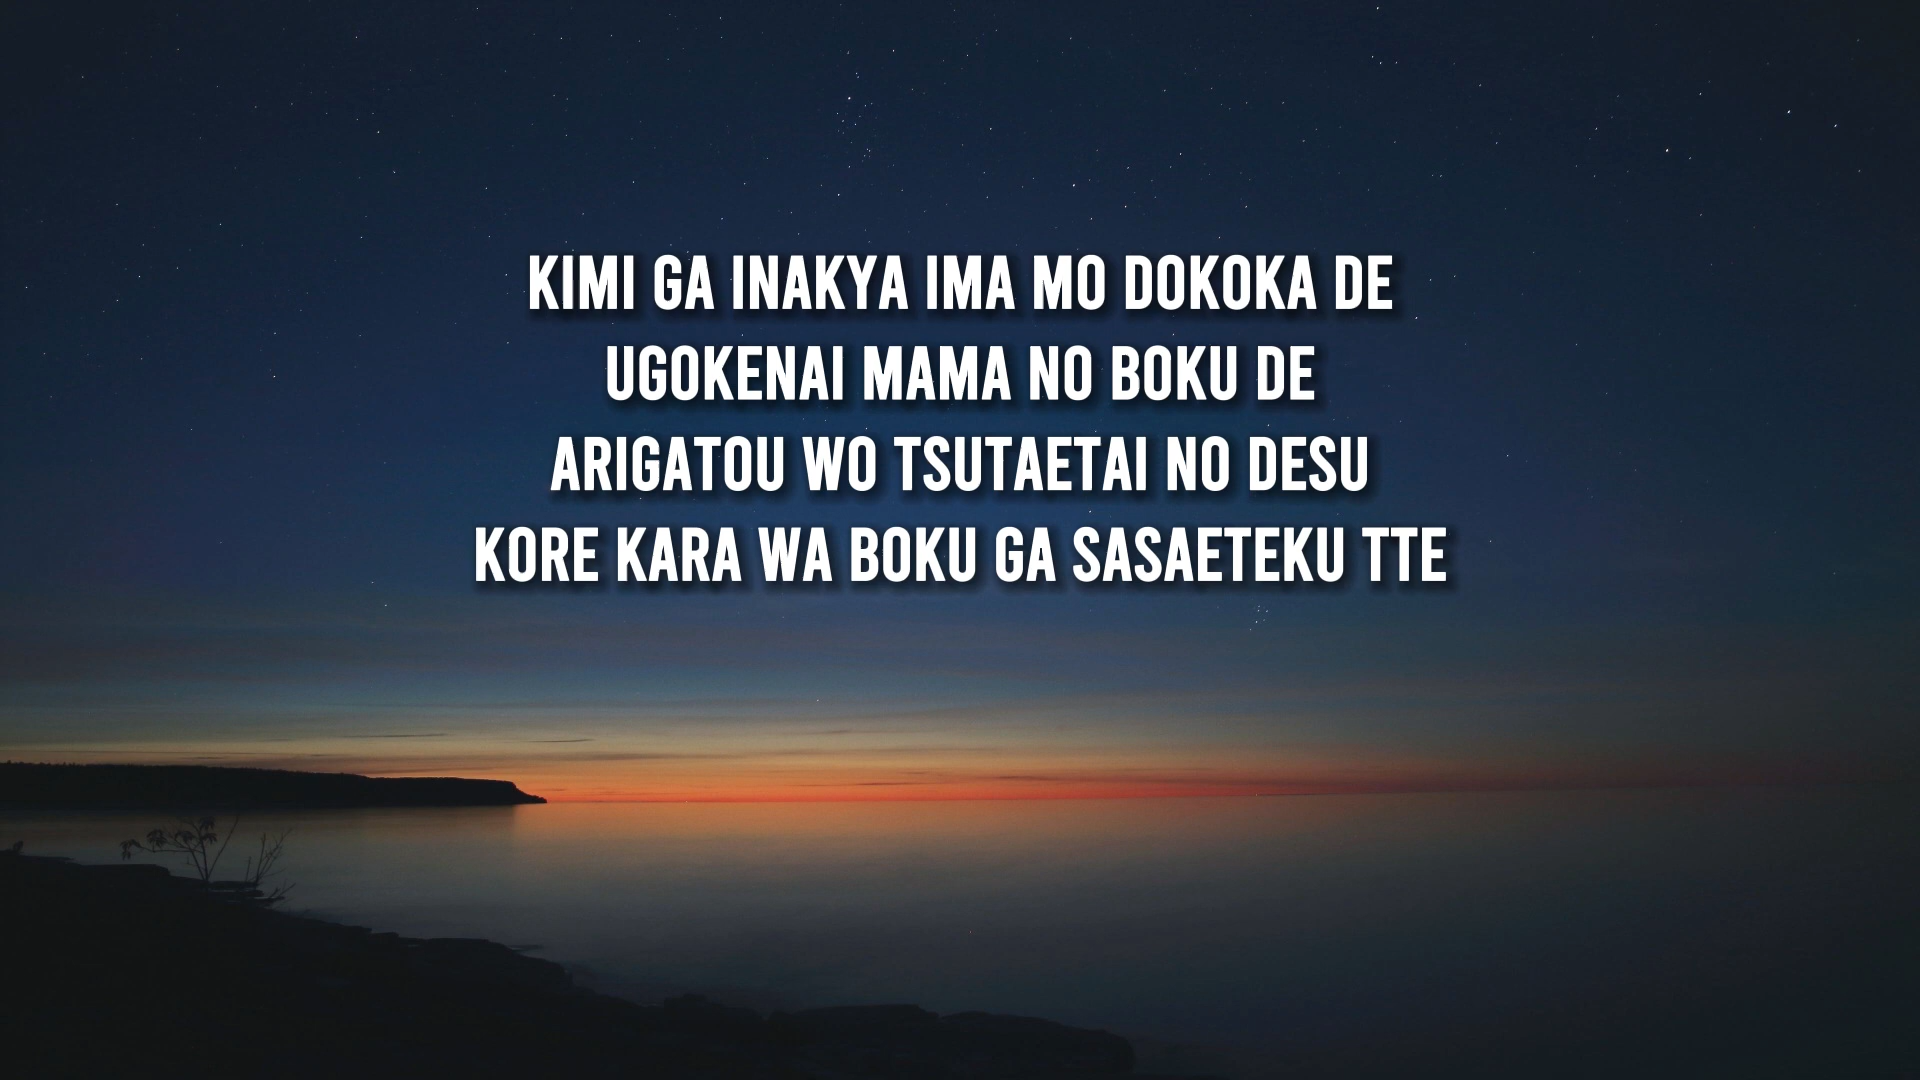 KIMI GA INAKYA IMA MO DOKOKA DE
UGOKENAI MAMA NO BOKU DE
ARIGATOU WO TSUTAETAI NO DESU
KORE KARA WA BOKU GA SASAETEKU TTE